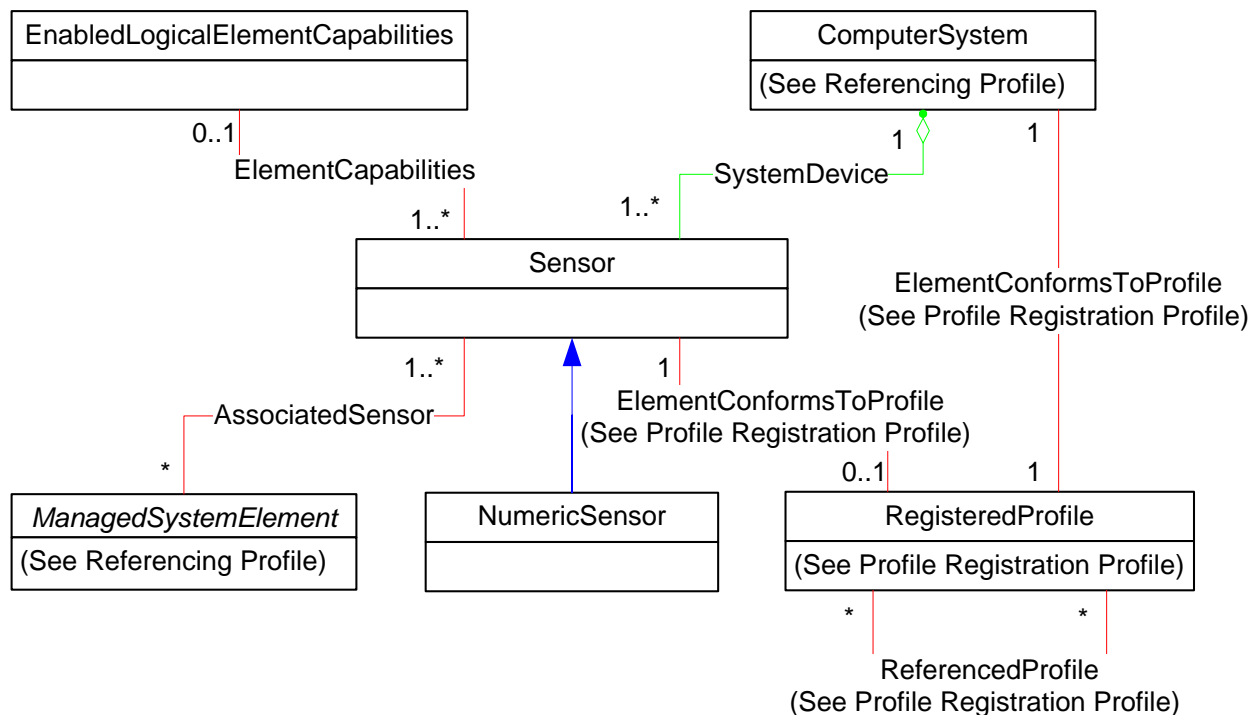 EnabledLogicalElementCapabilities
ComputerSystem
(See Referencing Profile)
0..1
1
1
ElementCapabilities
SystemDevice
1..*
1..*
Sensor
ElementConformsToProfile
(See Profile Registration Profile)
1..*
1
ElementConformsToProfile
(See Profile Registration Profile)
AssociatedSensor
*
0..1
1
ManagedSystemElement
(See Referencing Profile)
NumericSensor
RegisteredProfile
(See Profile Registration Profile)
*
*
ReferencedProfile
(See Profile Registration Profile)